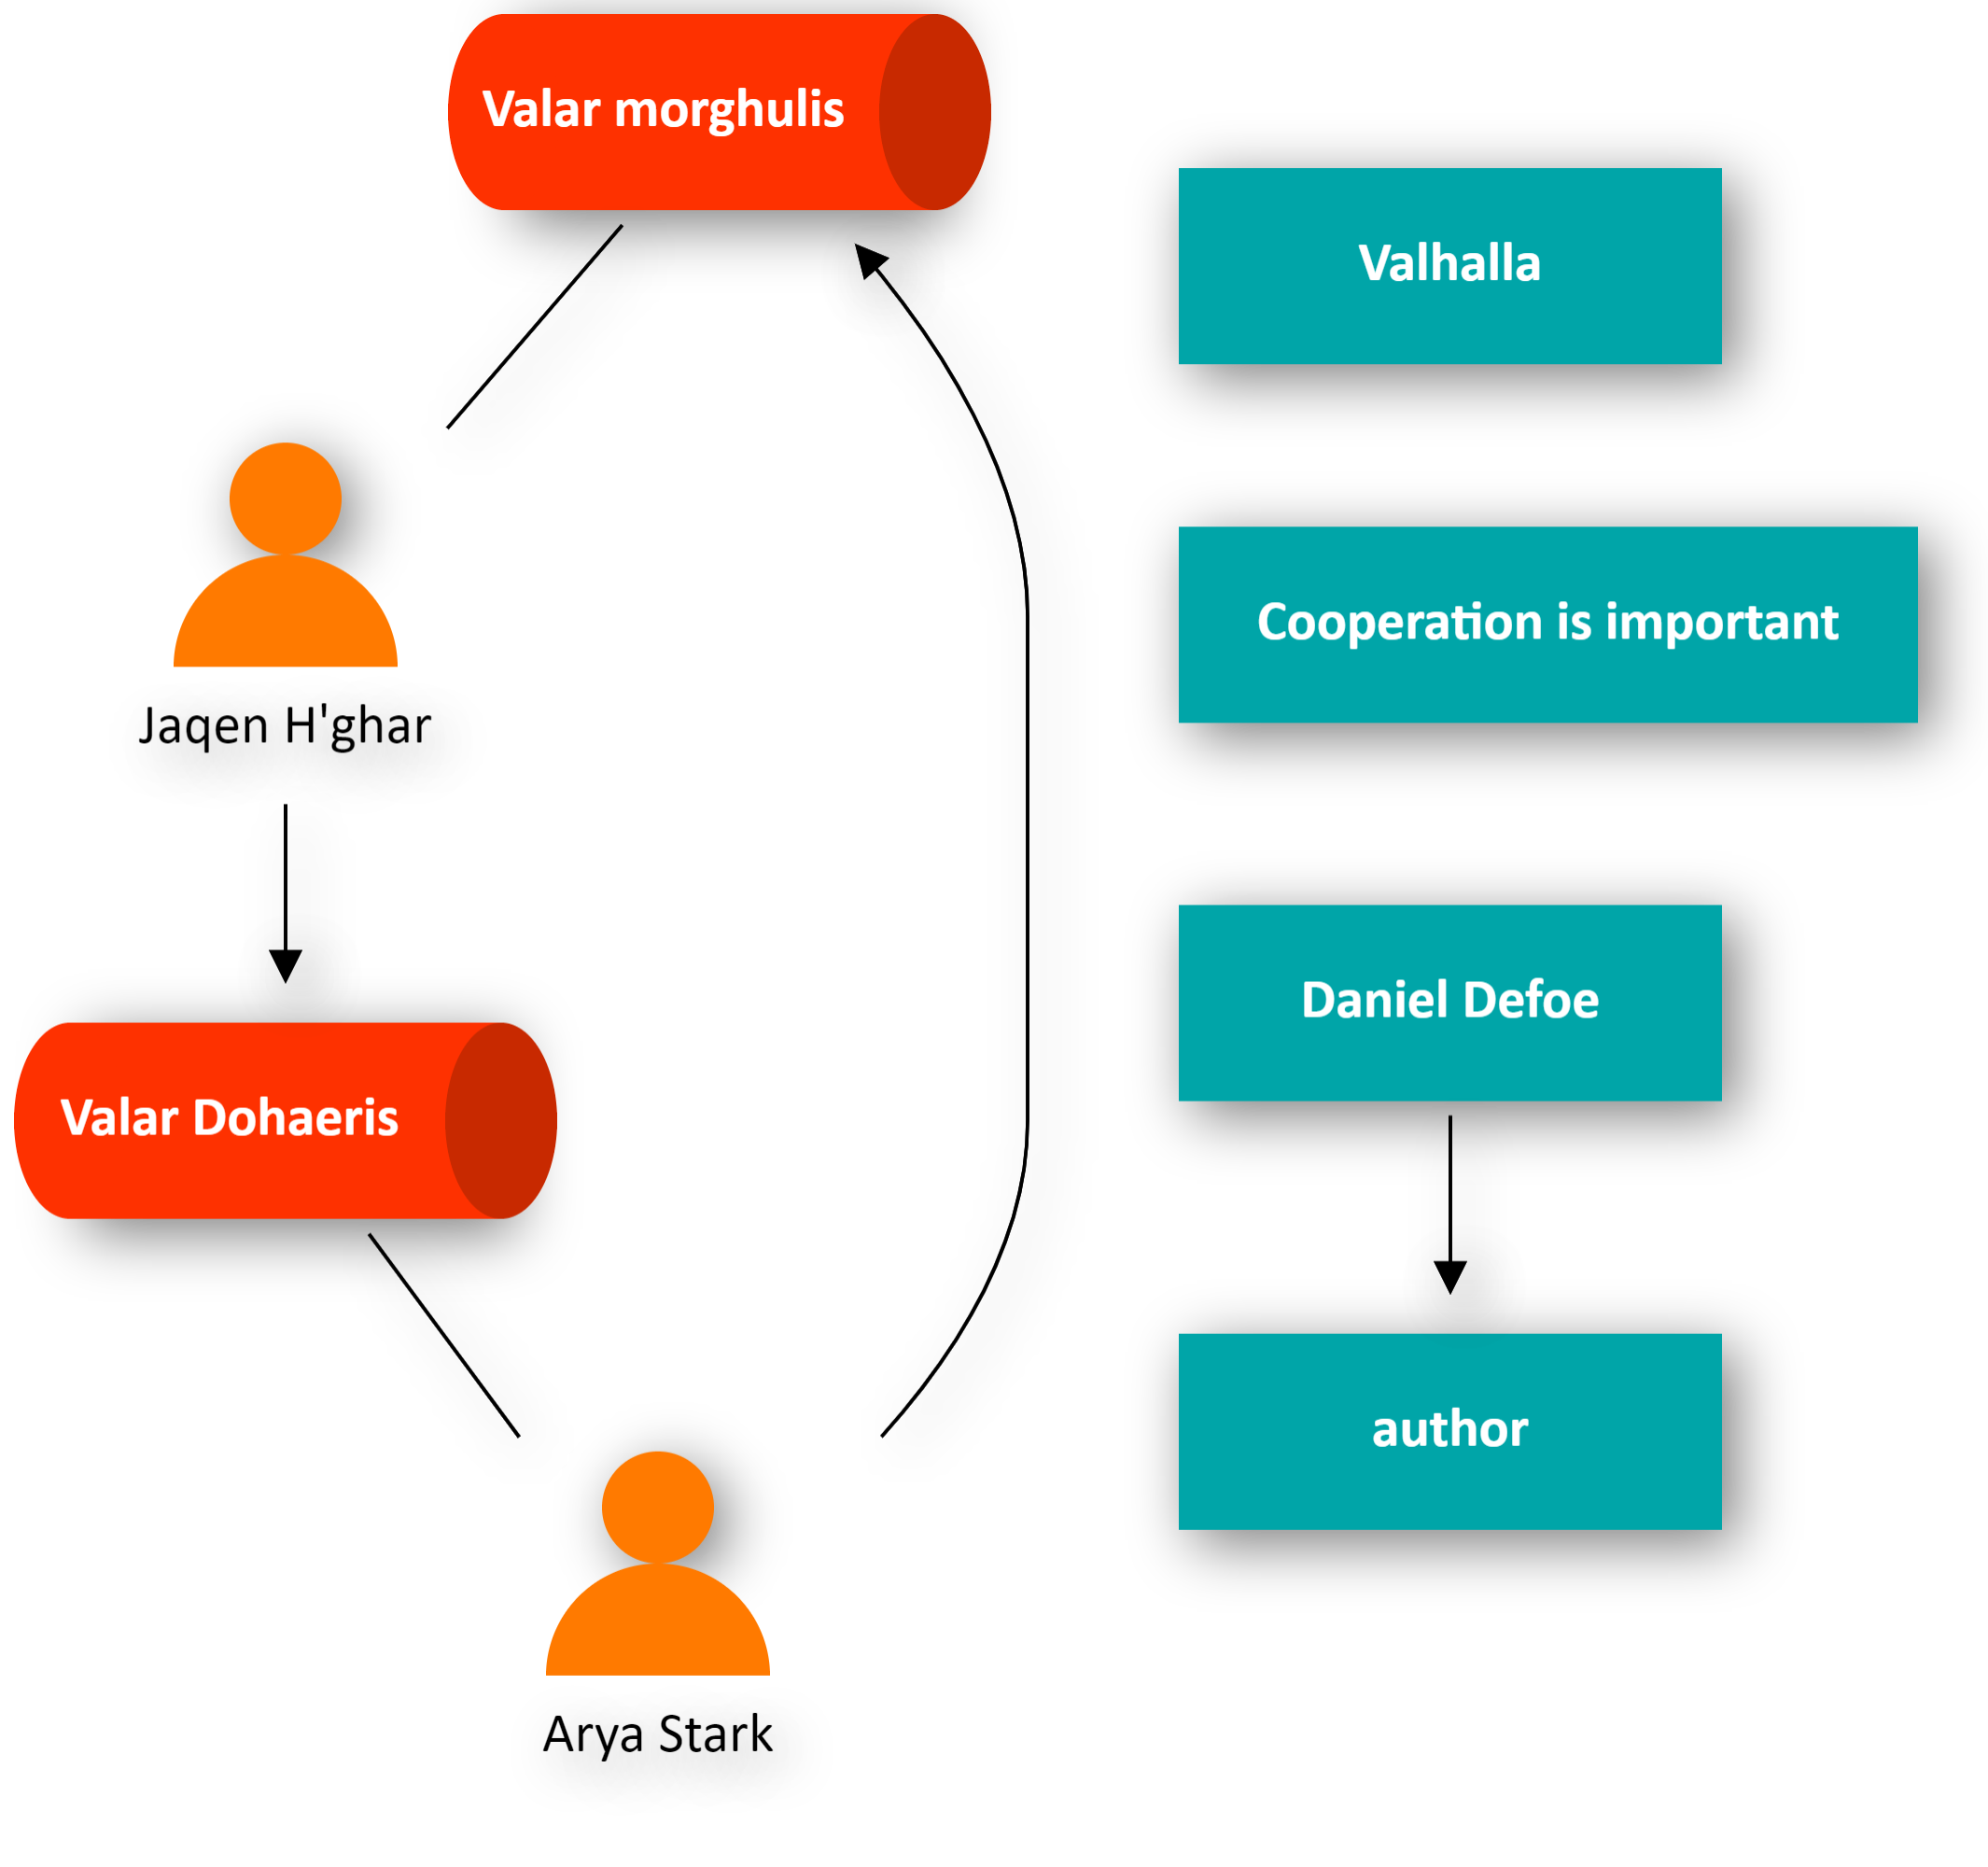 Valar morghulis
Valhalla
Cooperation is important
Jaqen H'ghar
Daniel Defoe
Valar Dohaeris
author
Arya Stark